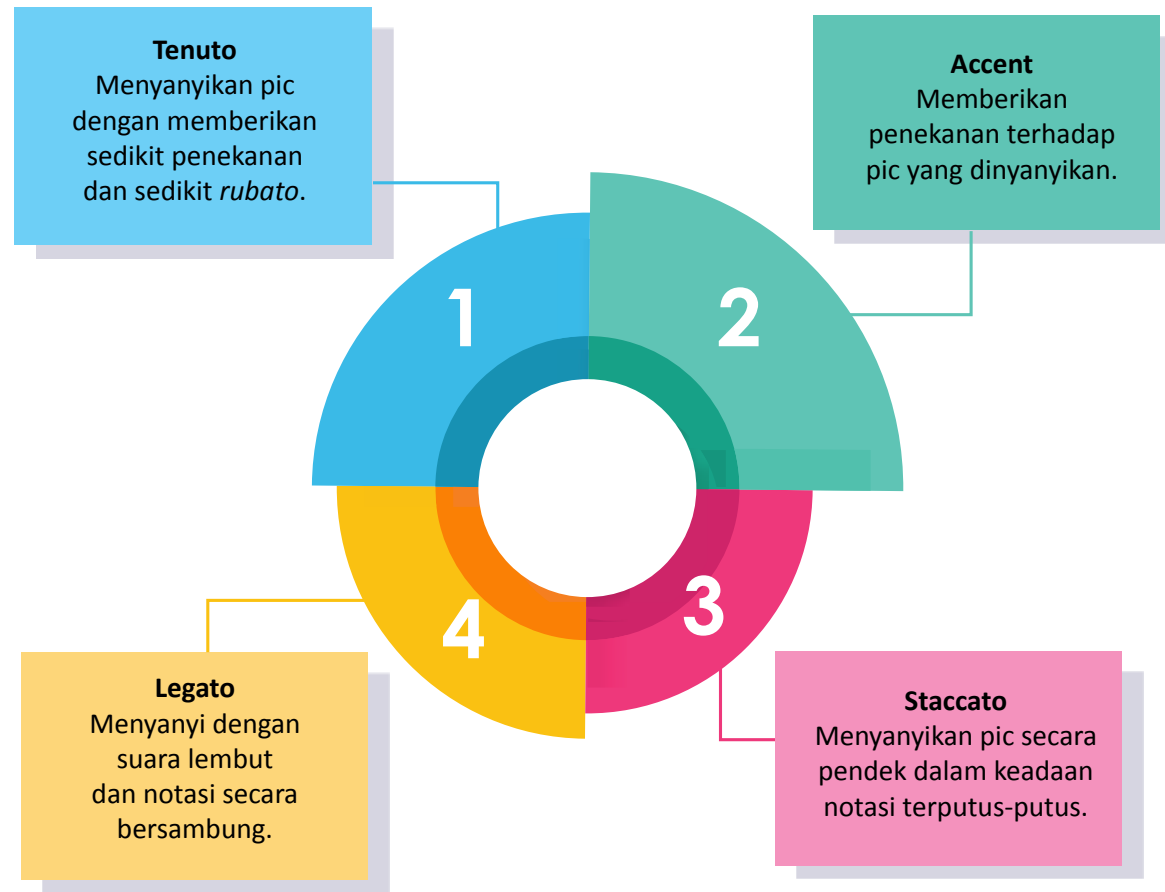 Tenuto
Menyanyikan pic
dengan memberikan
sedikit penekanan
dan sedikit rubato.
Accent
Memberikan
penekanan terhadap
pic yang dinyanyikan.
1
2
3
4
Legato
Menyanyi dengan
suara lembut
dan notasi secara
bersambung.
Staccato
Menyanyikan pic secara
pendek dalam keadaan
notasi terputus-putus.